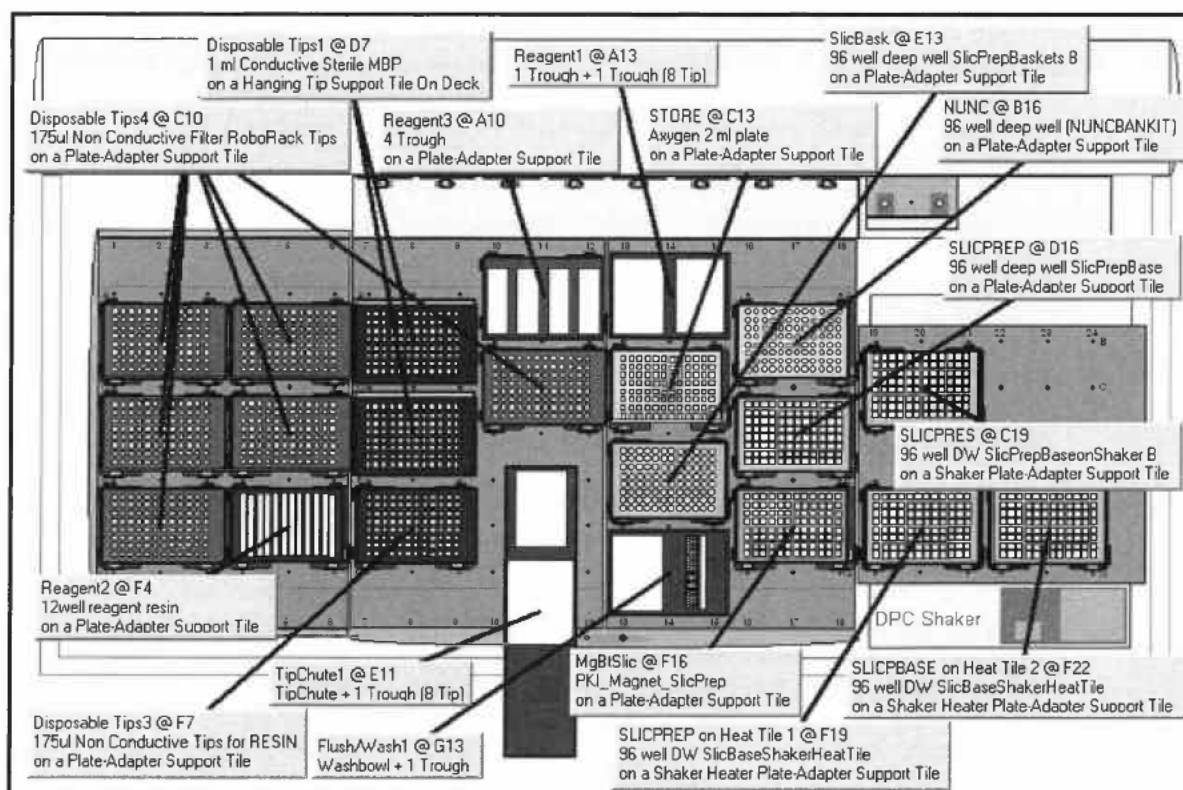 Disposable Tips1 @ D7
1 ml Conductive Sterile MBP
on a Hanging Tip Support Tile On Deck
Reagent1 @ A13
1 Trough + 1 Trough (8 Tip)
SlicBask @ E13
96 well deep well SlicPrepBaskets B
on a Plate-Adapter Support Tile
Disposable Tips4 @ C10
175ul Non Conductive Filter RoboRack Tips
on a Plate-Adapter Support Tile
Reagent3 @ A10
4 Trough
on a Plate-Adapter Support Tile
STORE @ C13
Axygen 2 ml plate
on a Plate-Adapter Support Tile
NUNC @ B16
96 well deep well (NUNCBANKIT)
on a Plate-Adapter Support Tile
SLICPREP @ D16
96 well deep well SlicPrepBase
on a Plate-Adapter Support Tile
SLICPRES @ C19
96 well DW SlicPrepBaseonShaker B
on a Shaker Plate-Adapter Support Tile
Reagent2 @ F4
12well reagent resin
on a Plate-Adapter Support Tile
DPC Shaker
TipChute1 @ E11
TipChute + 1 Trough (8 Tip)
MgBtSlic @ F16
PKI_Magnet_SlicPrep
on a Plate-Adapter Support Tile
SLICPBASE on Heat Tile 2 @ F22
96 well DW SlicBaseShakerHeatTile
on a Shaker Heater Plate-Adapter Support Tile
Disposable Tips3 @ F7
175ul Non Conductive Tips for RESIN
on a Plate-Adapter Support Tile
Flush/Wash1 @ G13
Washbowl + 1 Trough
SLICPREP on Heat Tile 1 @ F19
96 well DW SlicBaseShakerHeatTile
on a Shaker Heater Plate-Adapter Support Tile